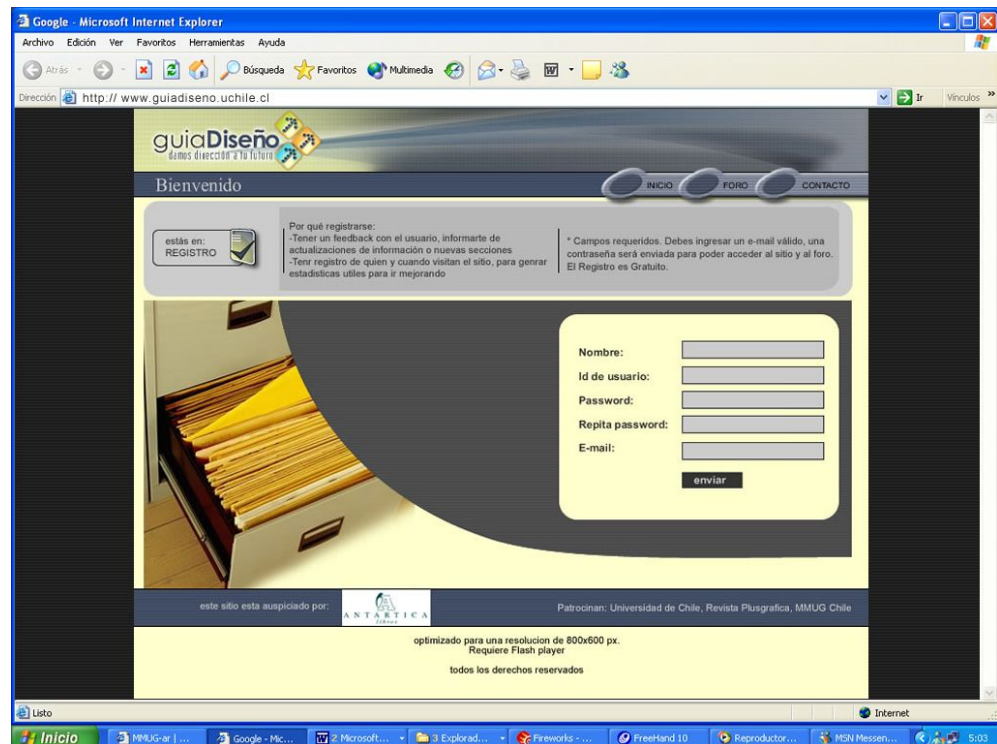 Google - Microsoft Internet Explorer
Archivo Edición Ver Favoritos Herramientas Ayuda
Atrás Búsqueda Favoritos Multimedia
Dirección http:// www.guiadiseno.uchile.cl Ir Vínculos »
guiaDiseño
damos dirección a tu futuro
Bienvenido
INICIO FORO CONTACTO
estás en:
REGISTRO
Por qué registrarse:
-Tener un feedback con el usuario, informarte de
actualizaciones de información o nuevas secciones
-Tenr registro de quien y cuando visitan el sitio, para genrar
estadisticas utiles para ir mejorando
* Campos requeridos. Debes ingresar un e-mail válido, una
contraseña será enviada para poder acceder al sitio y al foro.
El Registro es Gratuito.
Nombre:
Id de usuario:
Password:
Repita password:
E-mail:
enviar
este sitio esta auspiciado por:
ANTARTICA
libros
Patrocinan: Universidad de Chile, Revista Plusgrafica, MMUG Chile
optimizado para una resolucion de 800x600 px.
Requiere Flash player
todos los derechos reservados
Listo Internet
Inicio MMUG-ar | ... Google - Mic... 2 Microsoft... 3 Explorad... Fireworks - ... FreeHand 10 Reproductor... MSN Messen... 5:03